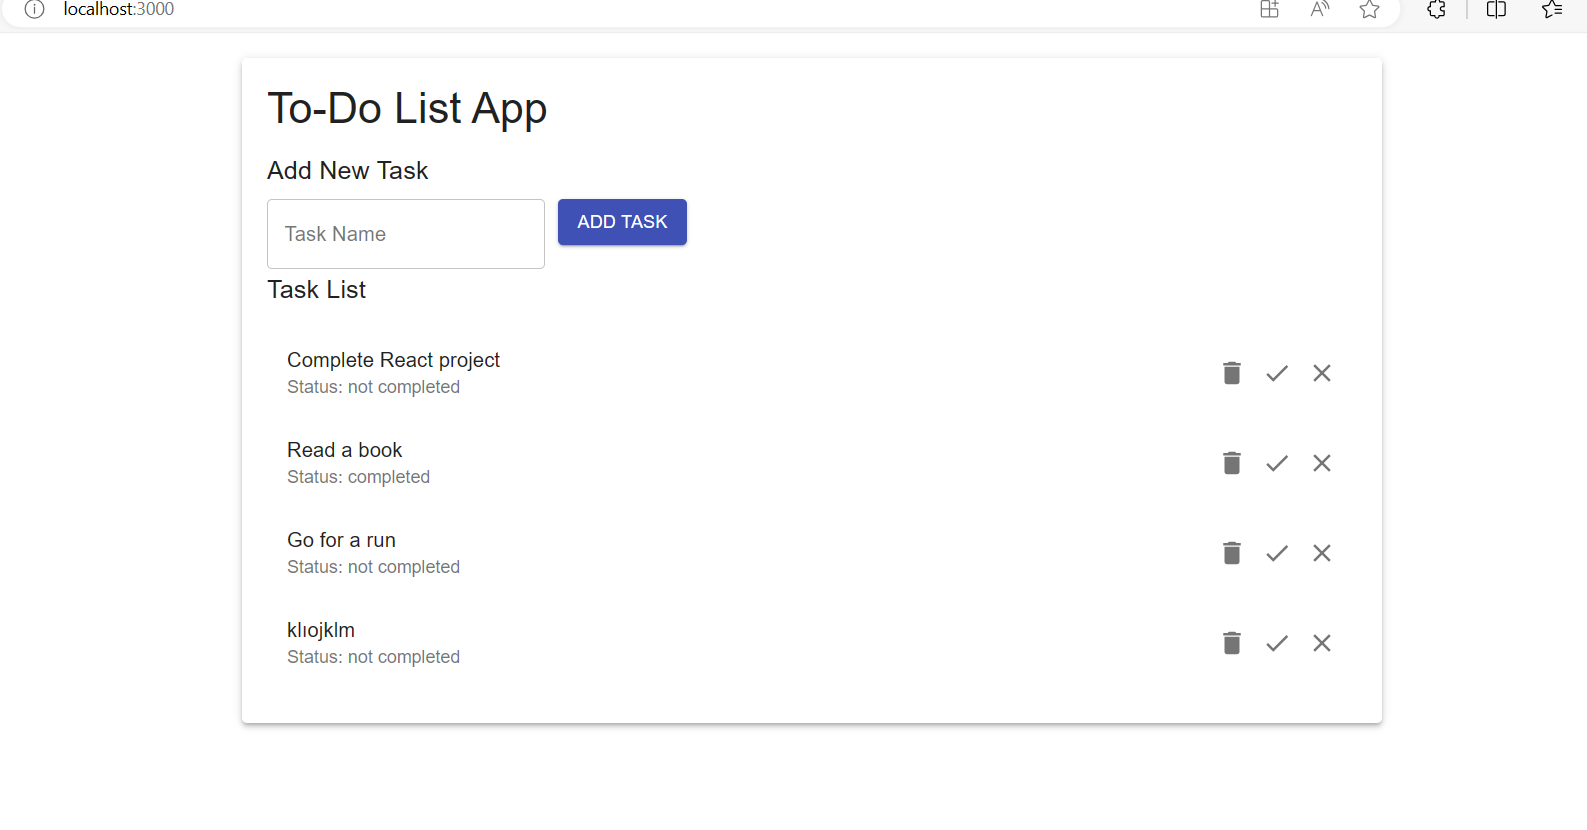 localhost:3000
To-Do List App
Add New Task
Task Name
ADD TASK
Task List
Complete React project
Status: not completed
Read a book
Status: completed
Go for a run
Status: not completed
klıojklm
Status: not completed